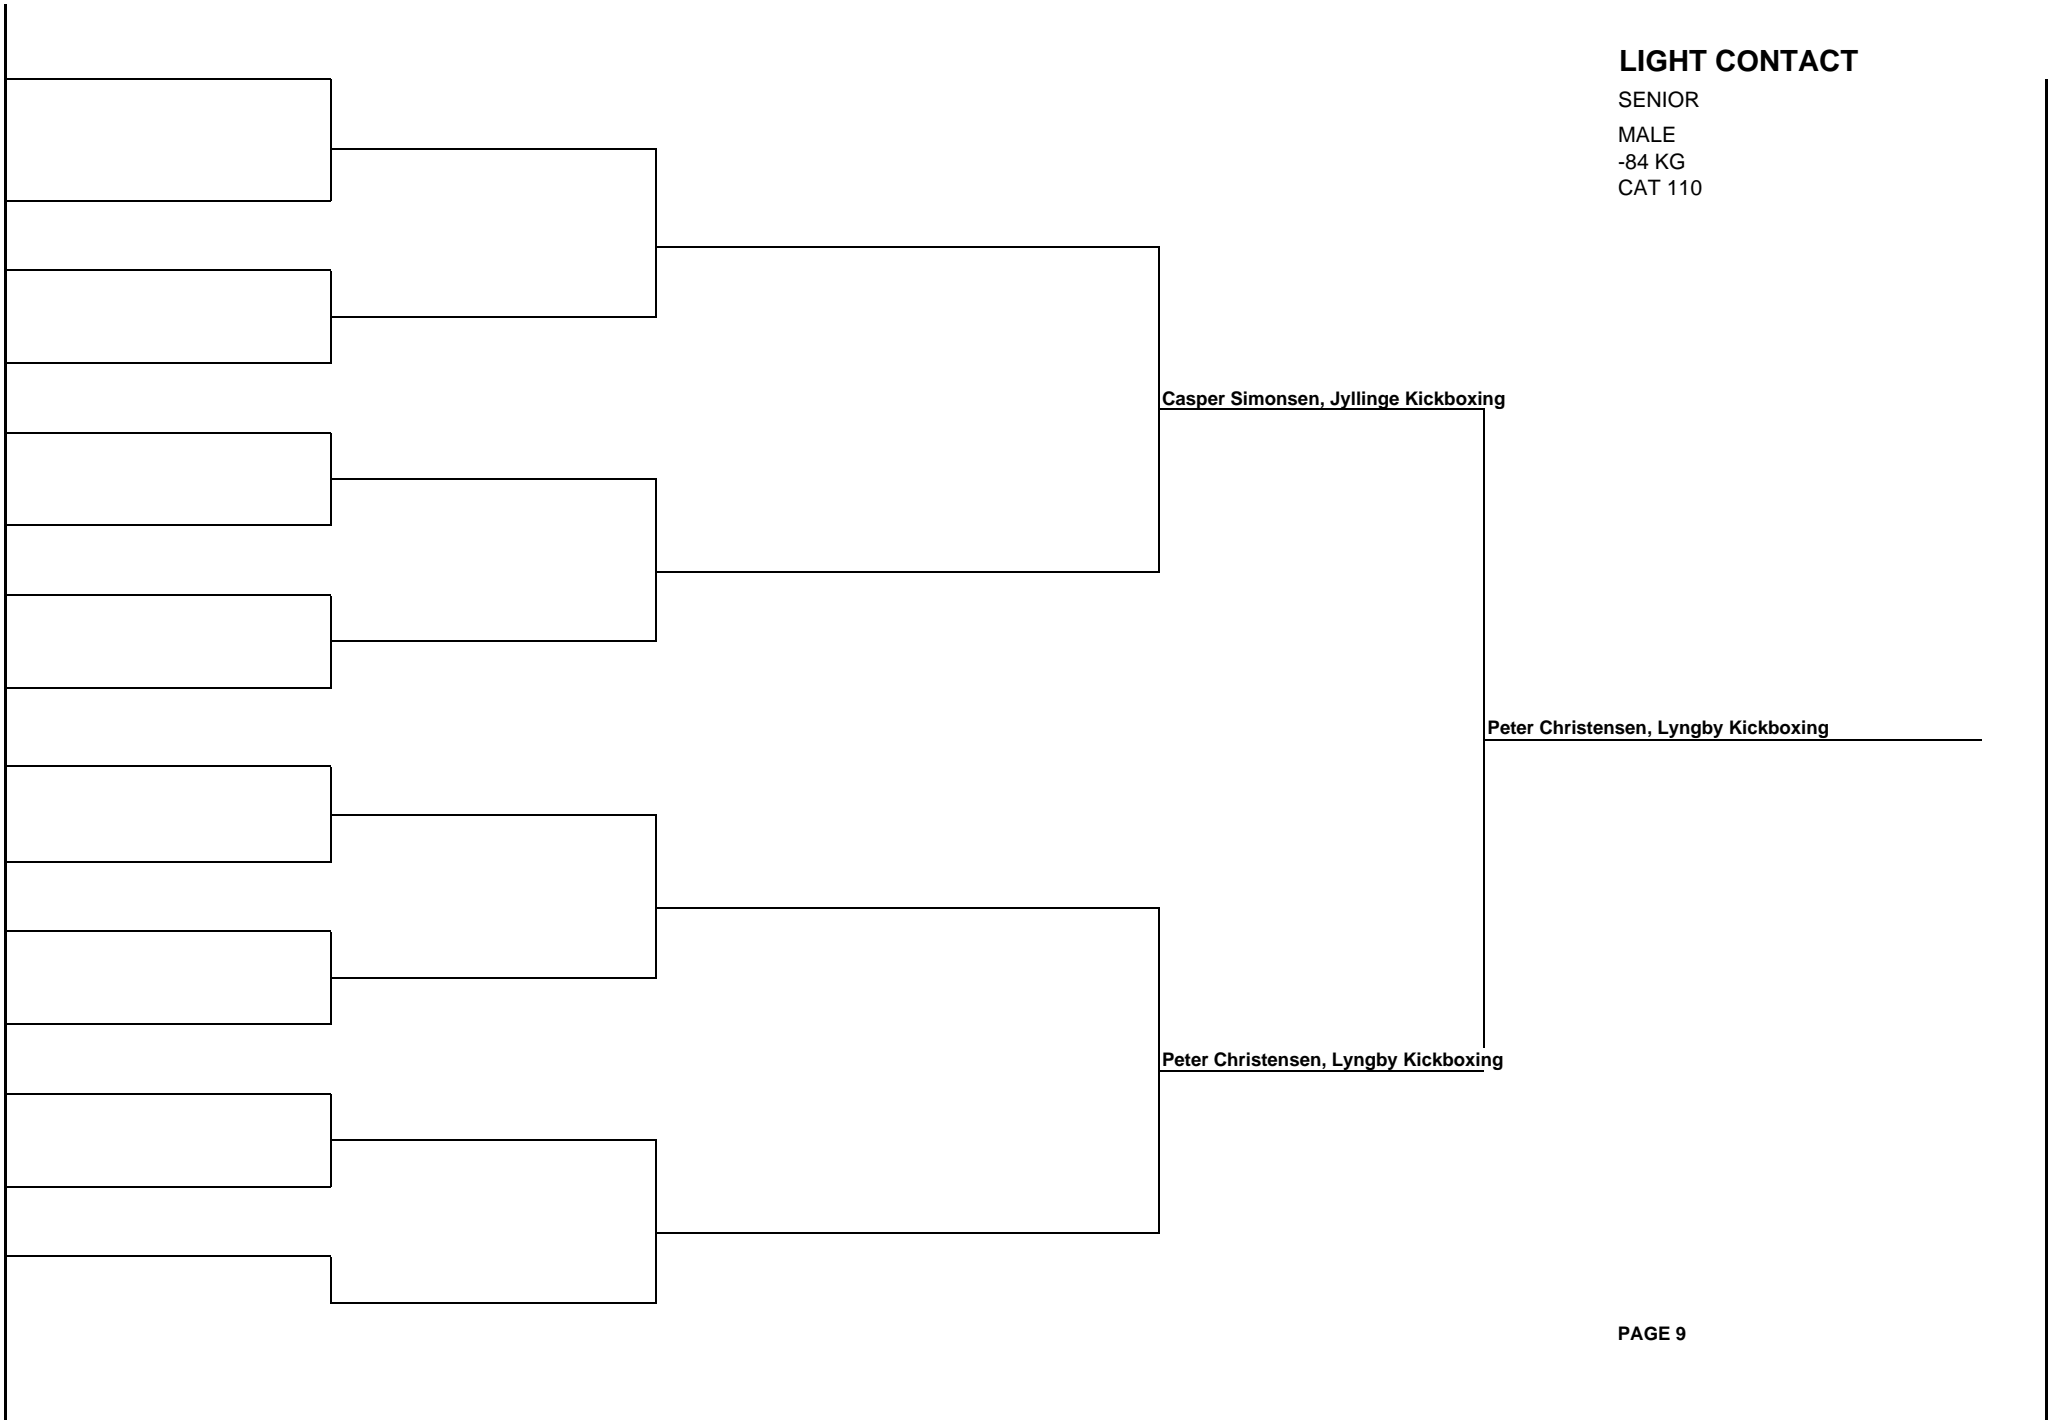 LIGHT CONTACT
SENIOR
MALE
-84 KG
CAT 110
Casper Simonsen, Jyllinge Kickboxing
Peter Christensen, Lyngby Kickboxing
Peter Christensen, Lyngby Kickboxing
PAGE 9